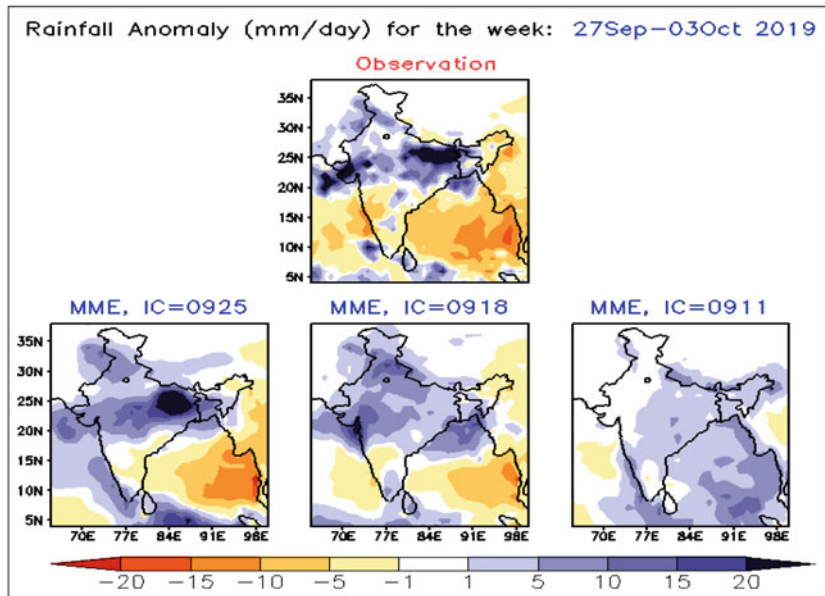 Rainfall Anomaly (mm/day) for the week: 27Sep-03Oct 2019
Observation
35N
30N
25N
20N
15N
10N
5N
MME, IC=0925 MME, IC=0918 MME, IC=0911
35N
30N
25N
20N
15N
10N
5N
70E 77E 84E 91E 98E 70E 77E 84E 91E 98E 70E 77E 84E 91E 98E
-20 -15 -10 -5 -1 1 5 10 15 20